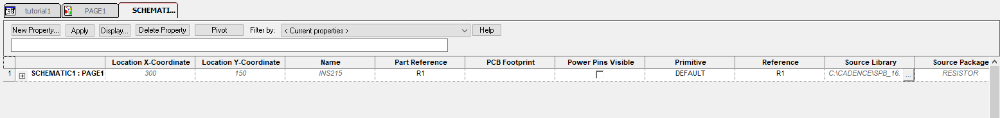 tutorial1 PAGE1 SCHEMATI...
New Property... Apply Display... Delete Property Pivot Filter by: < Current properties > Help
Location X-Coordinate Location Y-Coordinate Name Part Reference PCB Footprint Power Pins Visible Primitive Reference Source Library Source Package
1 SCHEMATIC1 : PAGE1 300 150 INS215 R1 DEFAULT R1 C:\CADENCE\SPB_16. ... RESISTOR